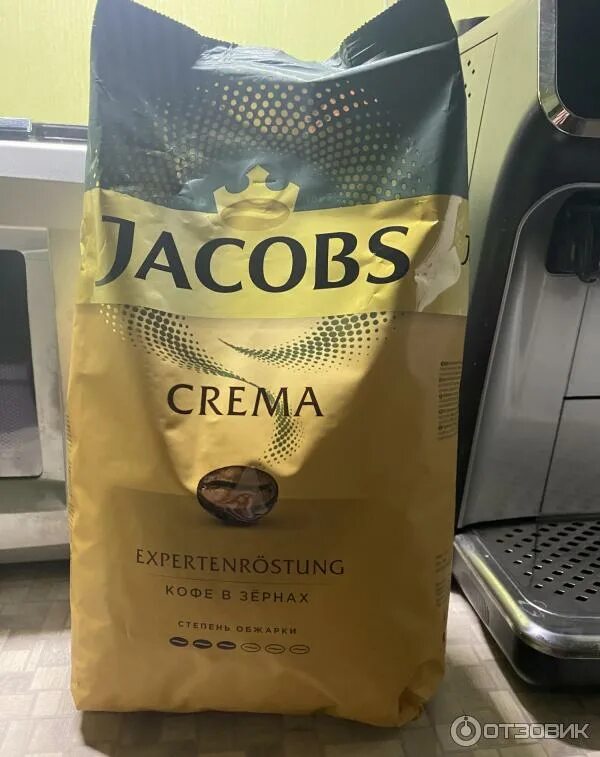 JACOBS
CREMA
EXPERTENRÖSTUNG
КОФЕ В ЗЁРНАХ
СТЕПЕНЬ ОБЖАРКИ
ОТЗОВИК